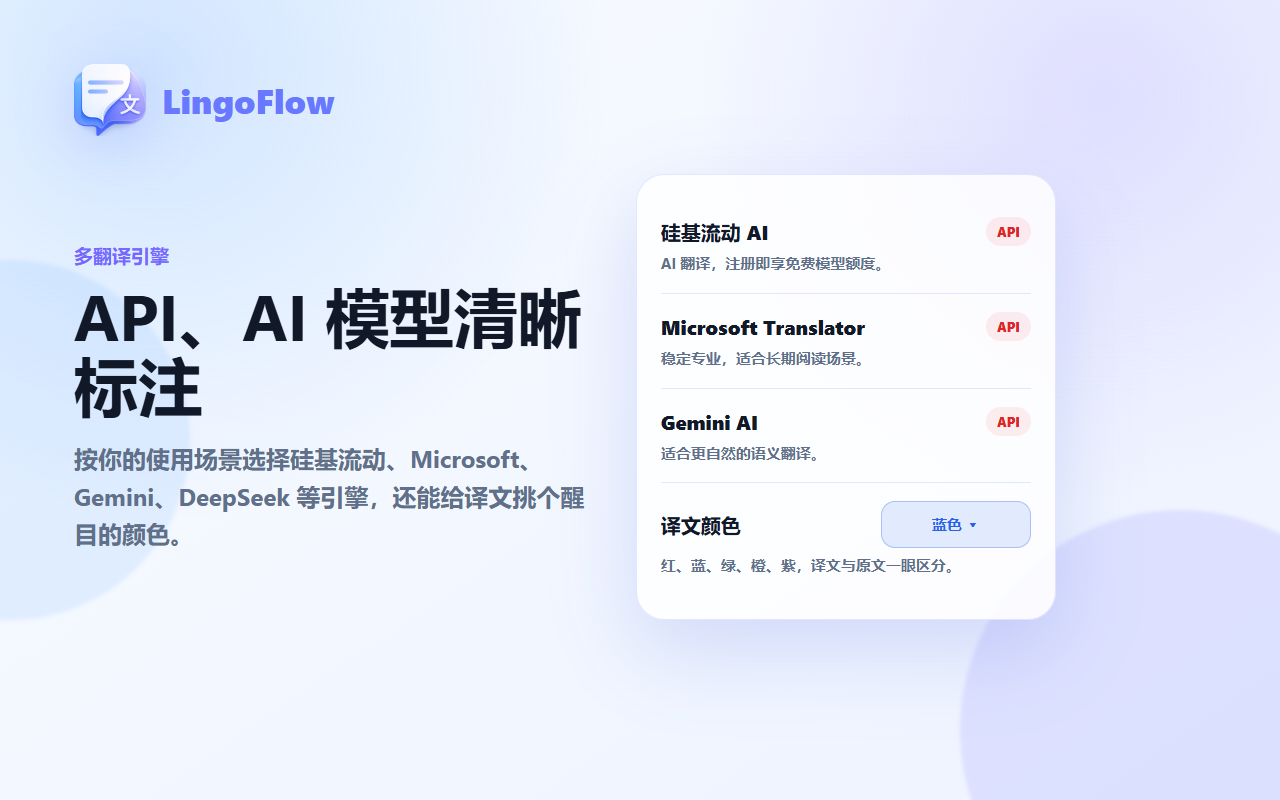 文
LingoFlow
多翻译引擎
API、AI 模型清晰
标注
按你的使用场景选择硅基流动、Microsoft、
Gemini、DeepSeek 等引擎，还能给译文挑个醒
目的颜色。
硅基流动 AI
API
AI 翻译，注册即享免费模型额度。
Microsoft Translator
API
稳定专业，适合长期阅读场景。
Gemini AI
API
适合更自然的语义翻译。
译文颜色
蓝色
红、蓝、绿、橙、紫，译文与原文一眼区分。